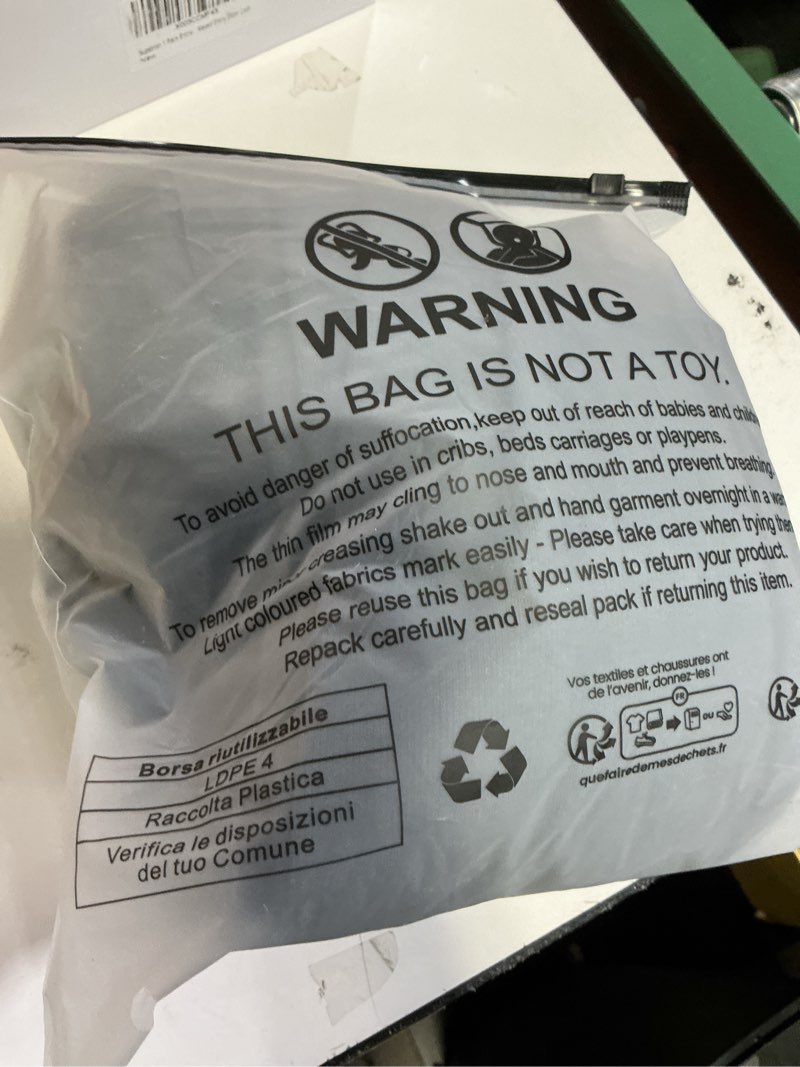 WARNING
THIS BAG IS NOT A TOY.
To avoid danger of suffocation,keep out of reach of babies and
Do not use in cribs, beds carriages or playpens.
The thin film may cling to nose and mouth and prevent breathing
To remove creasing shake out and hand garment overnight in a
Light coloured fabrics mark easily - Please take care when trying
Please reuse this bag if you wish to return your product.
Repack carefully and reseal pack if returning this item.
Vos textiles et chaussures ont
de l'avenir, donnez-les !
FR
OU
quefairedemesdechets.fr
Borsa riutilizzabile
LDPE 4
Raccolta Plastica
Verifica le disposizioni
del tuo Comune